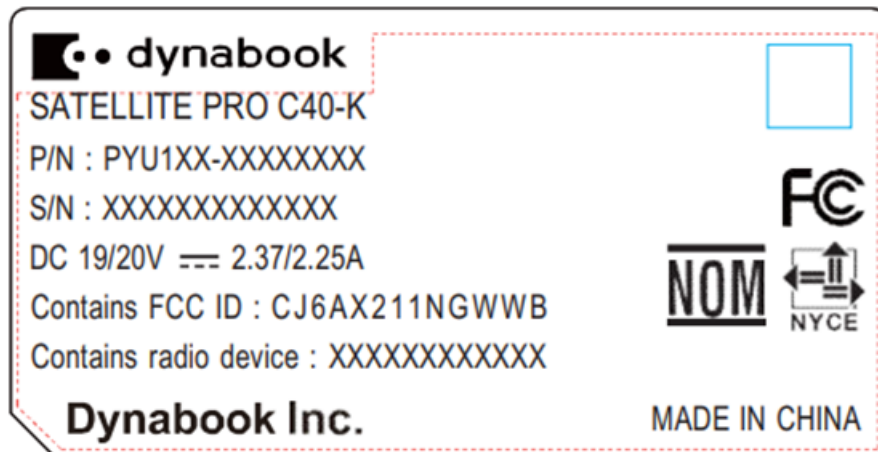 dynabook
SATELLITE PRO C40-K
P/N : PYU1XX-XXXXXXXX
S/N : XXXXXXXXXXXXX
DC 19/20V 2.37/2.25A
Contains FCC ID : CJ6AX211NGWWB
Contains radio device : XXXXXXXXXXXX
FC
NOM
NYCE
Dynabook Inc.
MADE IN CHINA